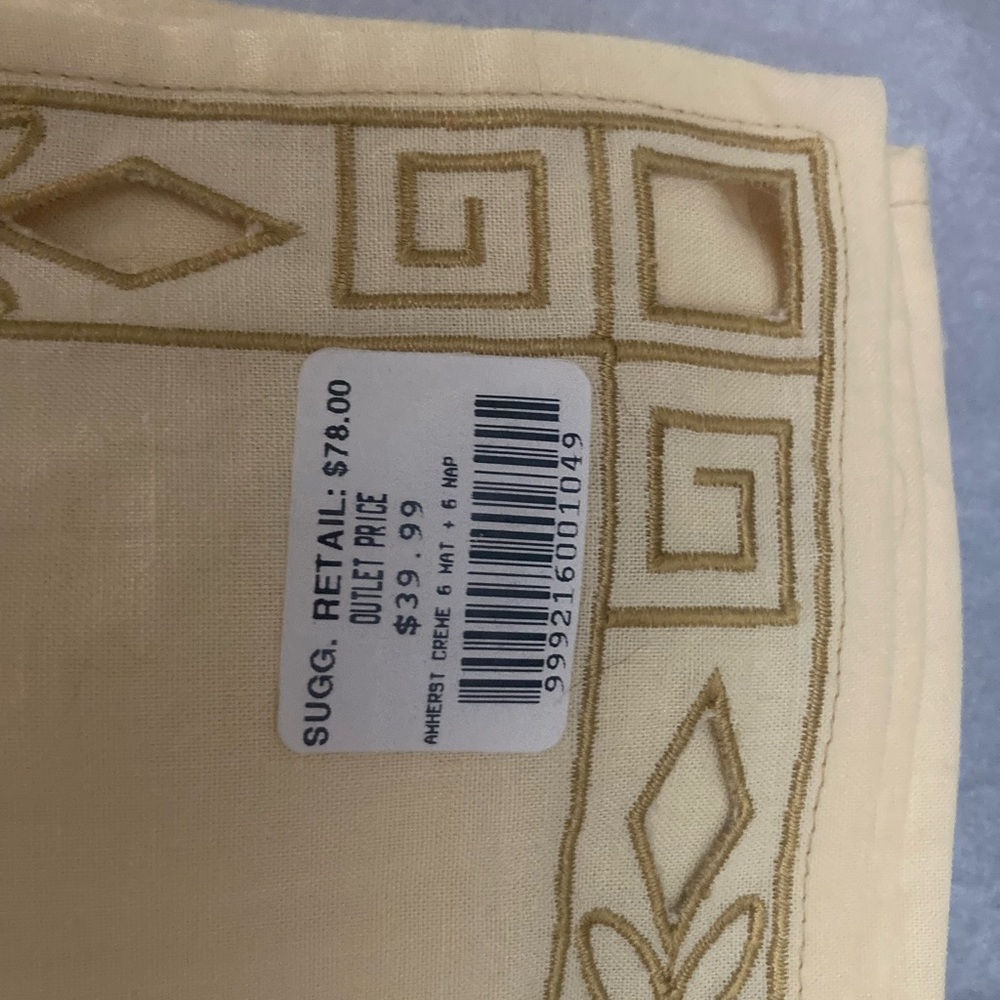 SUGG. RETAIL: $78.00
OUTLET PRICE
$39.99
AMHERST CREME 6 MAT + 6 NAP
999216001049